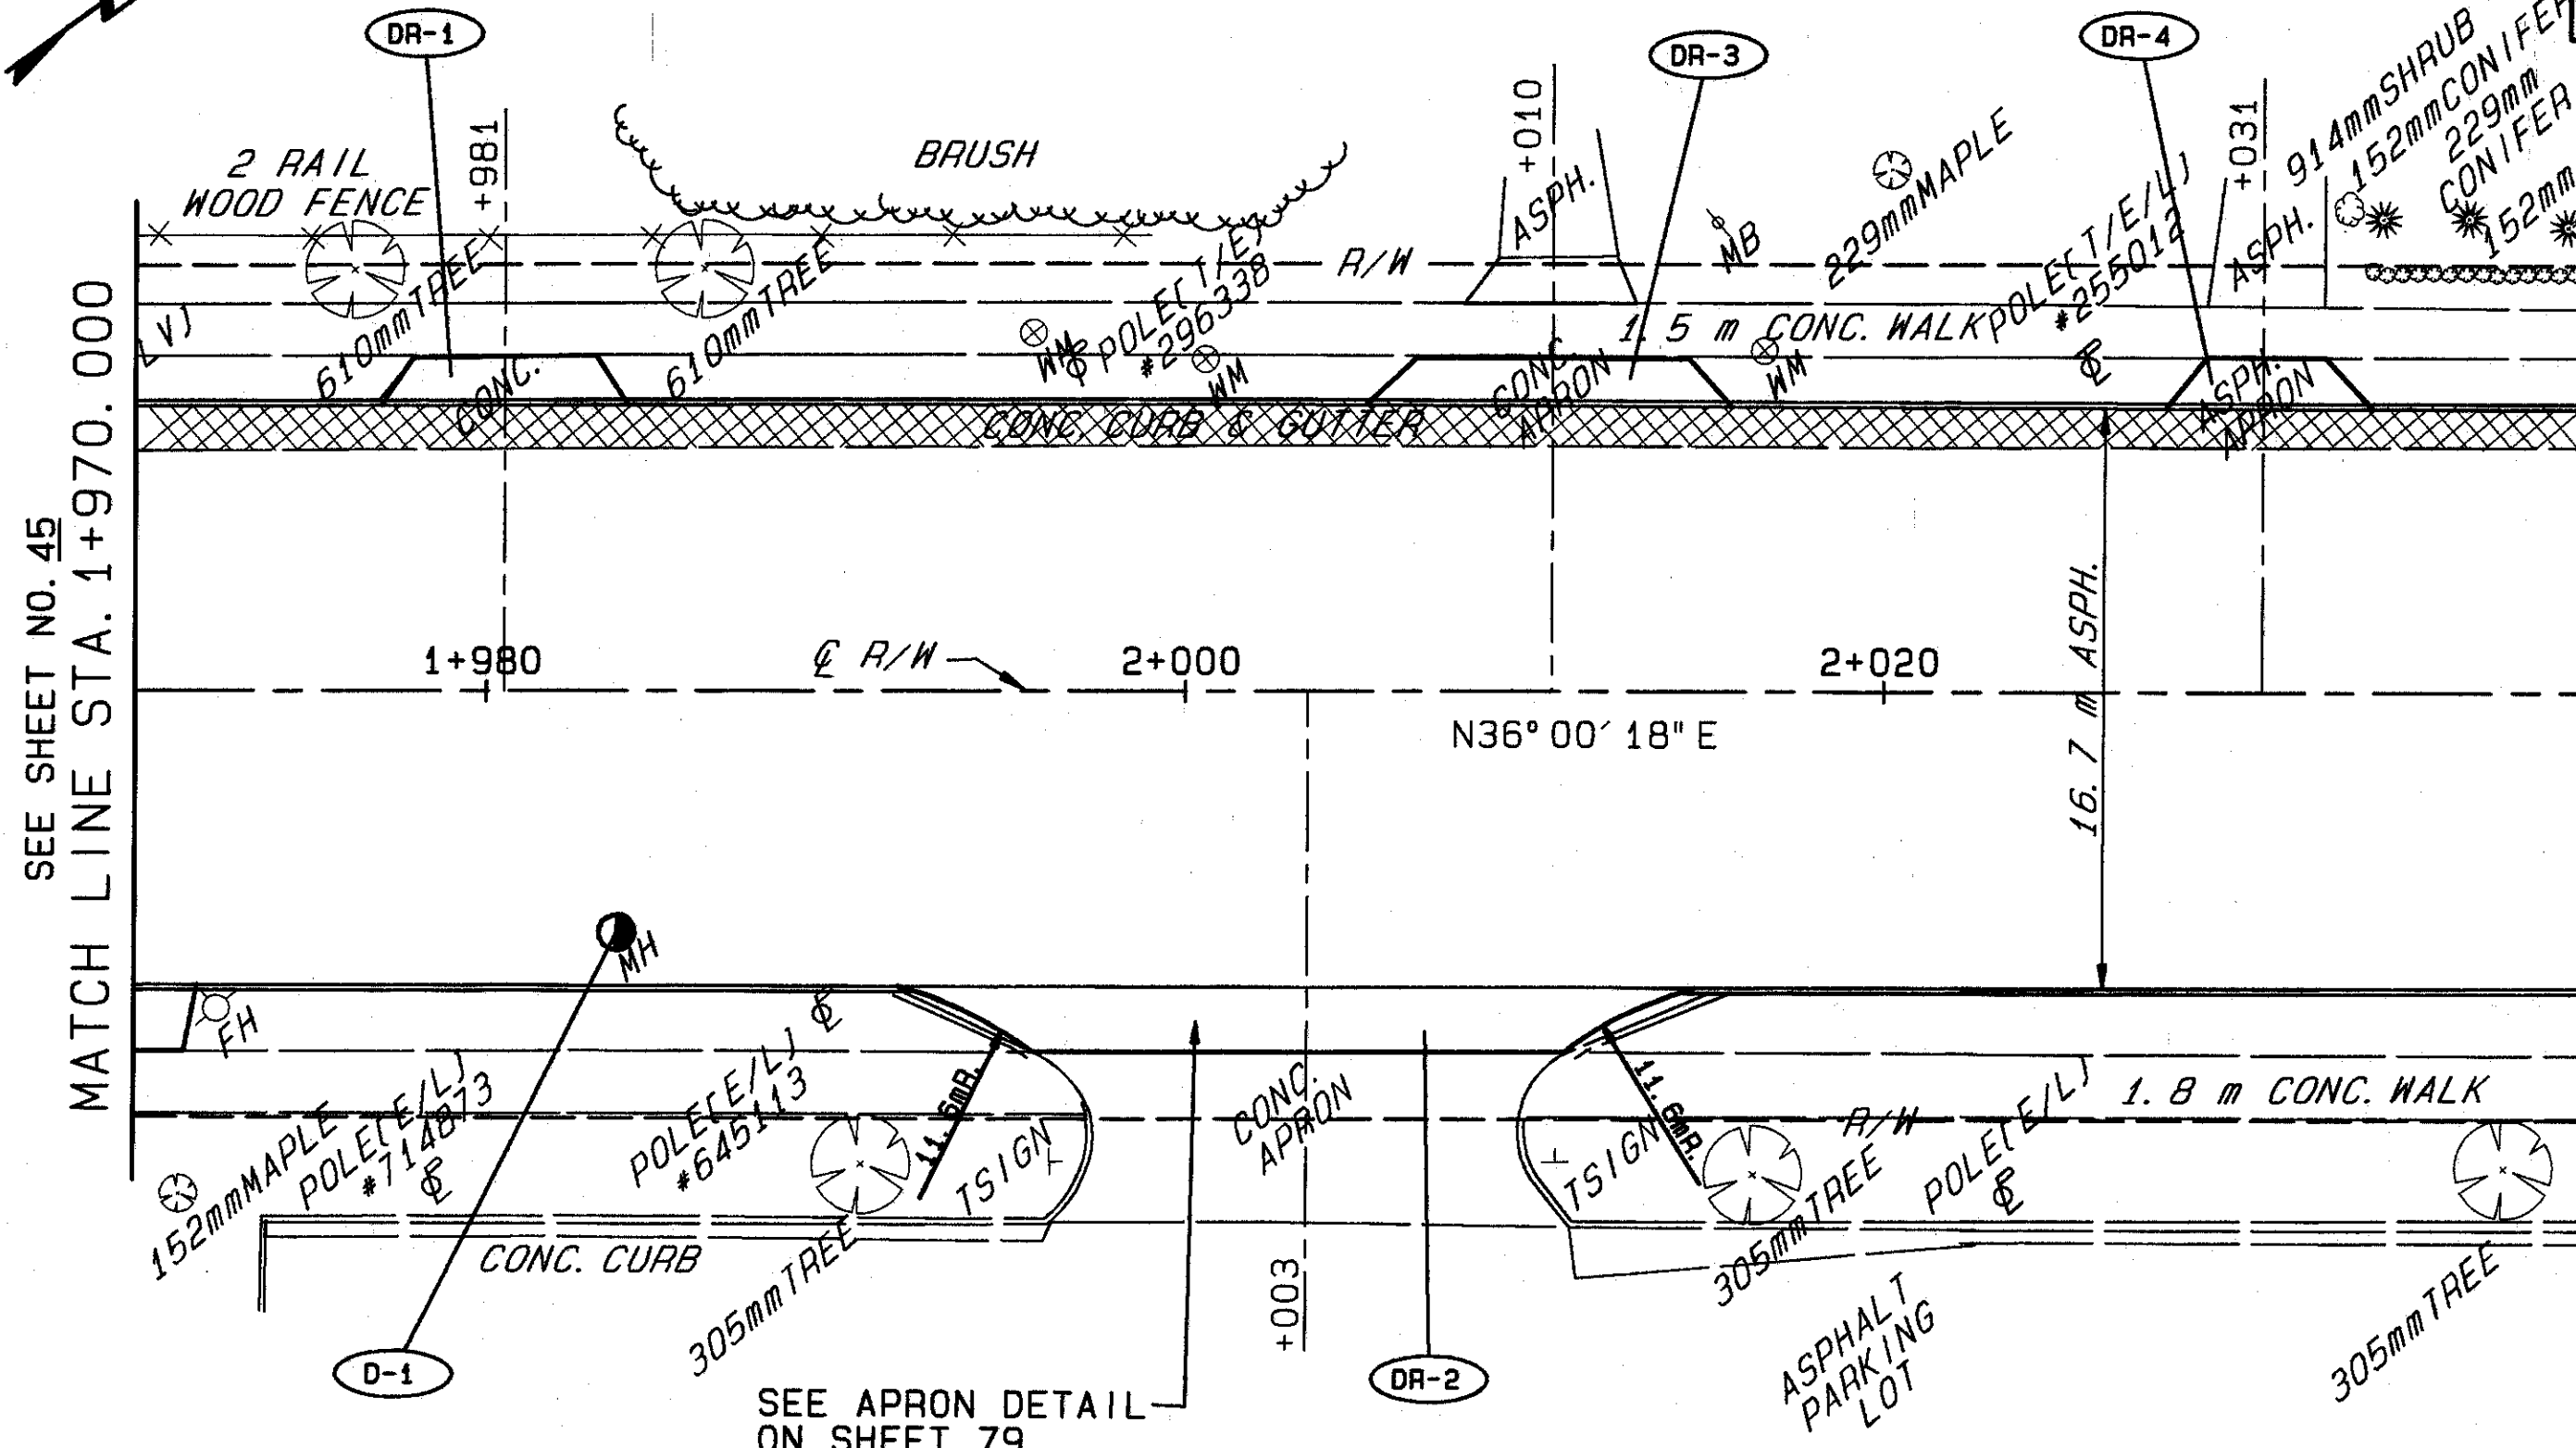 DR-1
DR-3
DR-4
2 RAIL
WOOD FENCE
+981
BRUSH
+010
ASPH.
MB
229mmMAPLE
+031
ASPH.
914mmSHRUB
152mmCONIFER
229mm
CONIFER
152mm
R/W
LV)
610mmTREE
CONC.
610mmTREE
WM
POLE(T/E)
#296338
WM
1.5 m CONC. WALK
CONC.
APRON
WM
POLE(T/E/L)
#255012
ASPH.
APRON
CONC. CURB & GUTTER
SEE SHEET NO. 45
MATCH LINE STA. 1+970.000
1+980
℄ R/W
2+000
2+020
N36°00′18" E
16.7 m ASPH.
MH
FH
152mmMAPLE
POLE(E/L)
#714873
POLE(E/L)
#645113
11.6mR.
TSIGN
CONC.
APRON
11.6mR.
TSIGN
R/W
POLE(E/L)
1.8 m CONC. WALK
CONC. CURB
305mmTREE
+003
305mmTREE
ASPHALT
PARKING
LOT
305mmTREE
D-1
DR-2
SEE APRON DETAIL
ON SHEET 79